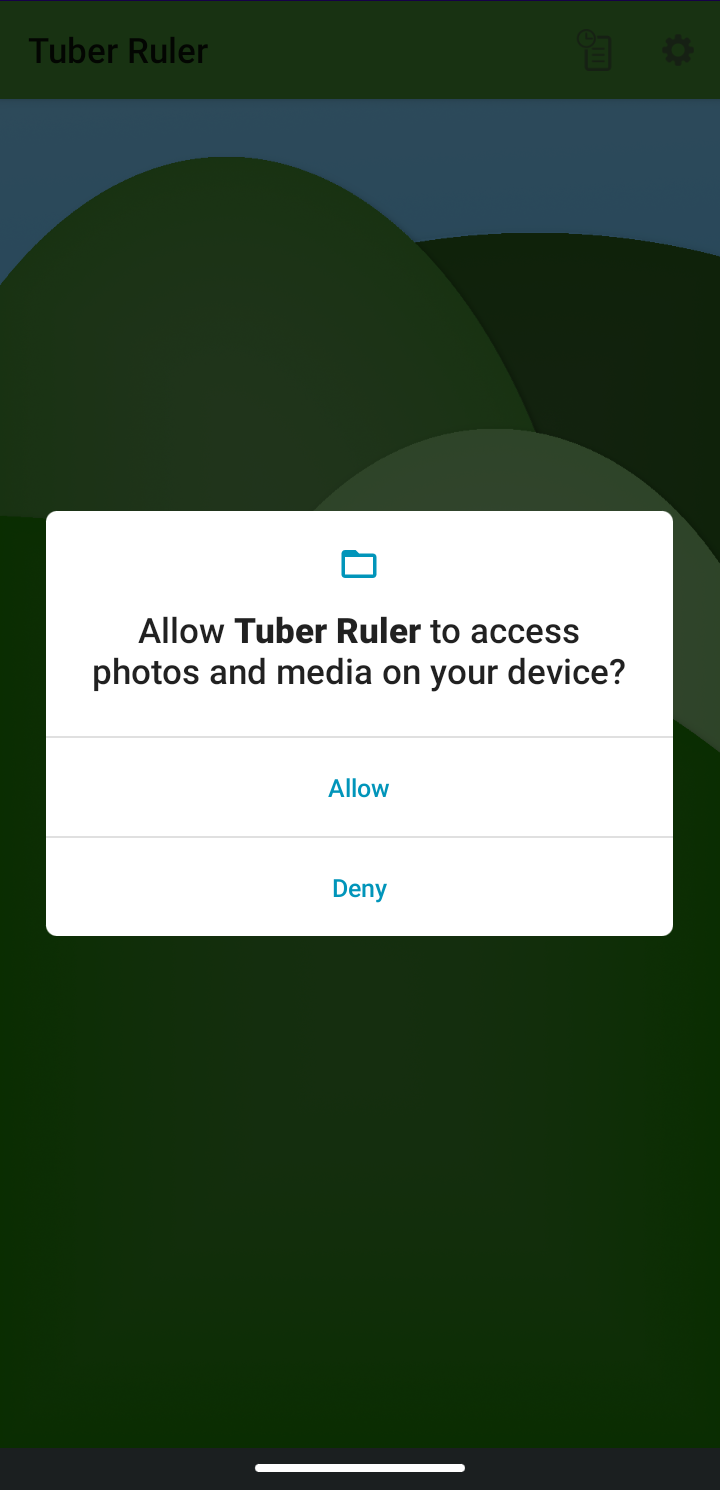 Tuber Ruler
Allow Tuber Ruler to access
photos and media on your device?
Allow
Deny